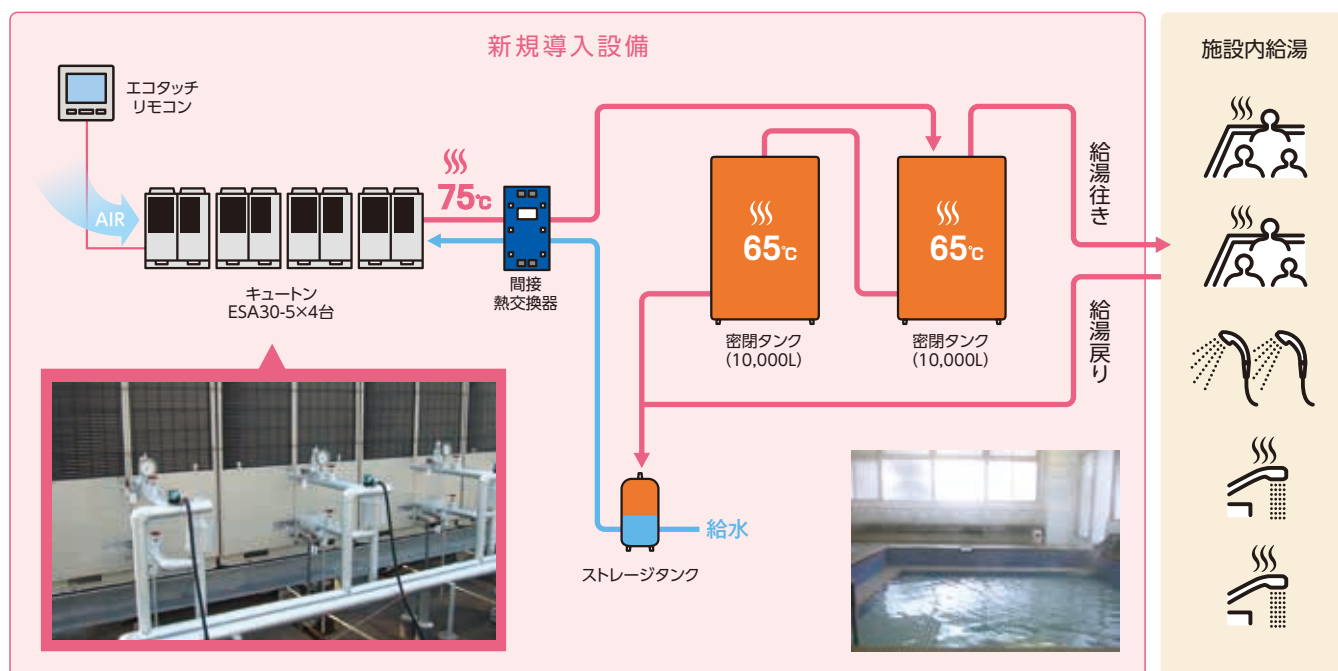 新規導入設備
施設内給湯
エコタッチ
リモコン
AIR
75℃
キュートン
ESA30-5×4台
間接
熱交換器
65℃
65℃
密閉タンク
(10,000L)
密閉タンク
(10,000L)
給湯往き
給湯戻り
給水
ストレージタンク